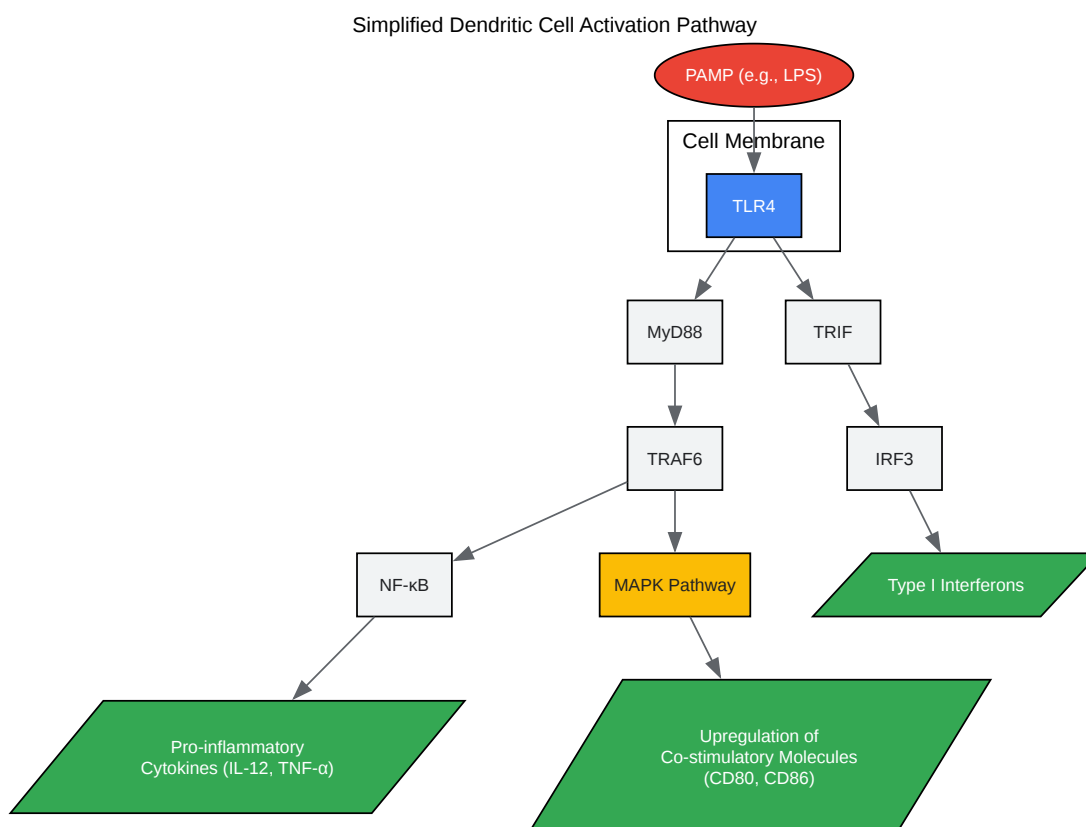 Simplified Dendritic Cell Activation Pathway
PAMP (e.g., LPS)
Cell Membrane
TLR4
MyD88
TRIF
TRAF6
IRF3
NF-κB
MAPK Pathway
Type I Interferons
Pro-inflammatory
Cytokines (IL-12, TNF-α)
Upregulation of
Co-stimulatory Molecules
(CD80, CD86)